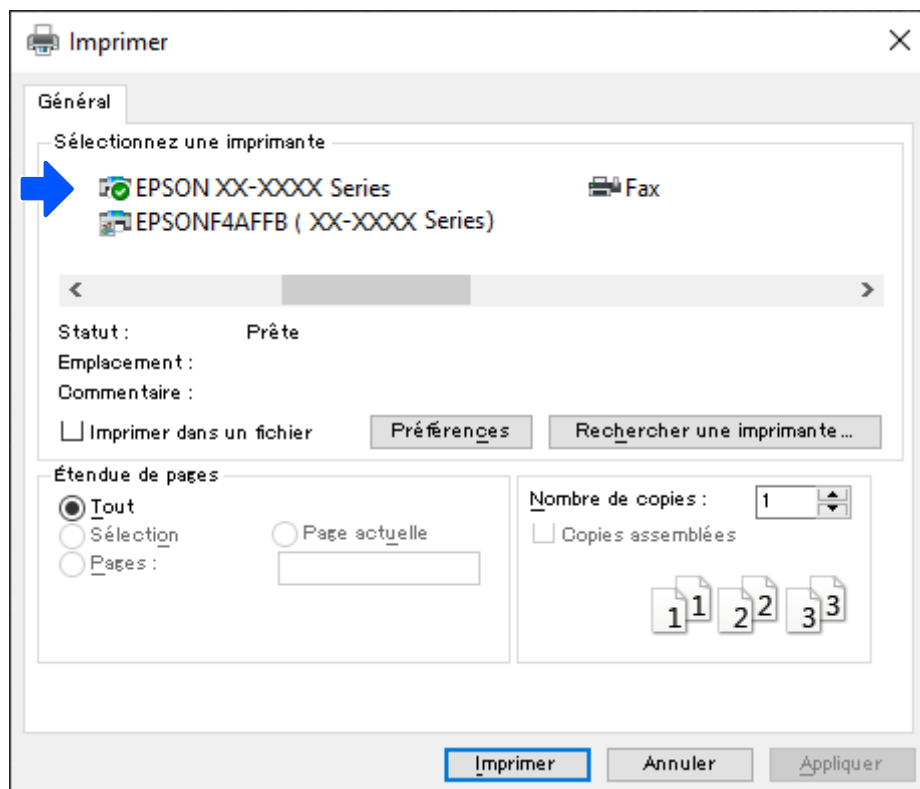 Imprimer
Général
Sélectionnez une imprimante
EPSON XX-XXXX Series
Fax
EPSONF4AFFB ( XX-XXXX Series)
Statut : Prête
Emplacement :
Commentaire :
Imprimer dans un fichier
Préférences
Rechercher une imprimante...
Étendue de pages
Tout
Sélection
Page actuelle
Pages :
Nombre de copies : 1
Copies assemblées
1 1 2 2 3 3
Imprimer
Annuler
Appliquer